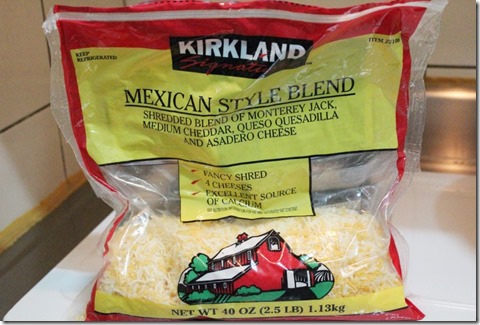 KIRKLAND
Signature
KEEP
REFRIGERATED
MEXICAN STYLE BLEND
SHREDDED BLEND OF MONTEREY JACK,
MEDIUM CHEDDAR, QUESO QUESADILLA
AND ASADERO CHEESE
FANCY SHRED
4 CHEESES
EXCELLENT SOURCE
OF CALCIUM
NET WT 40 OZ (2.5 LB) 1.13kg